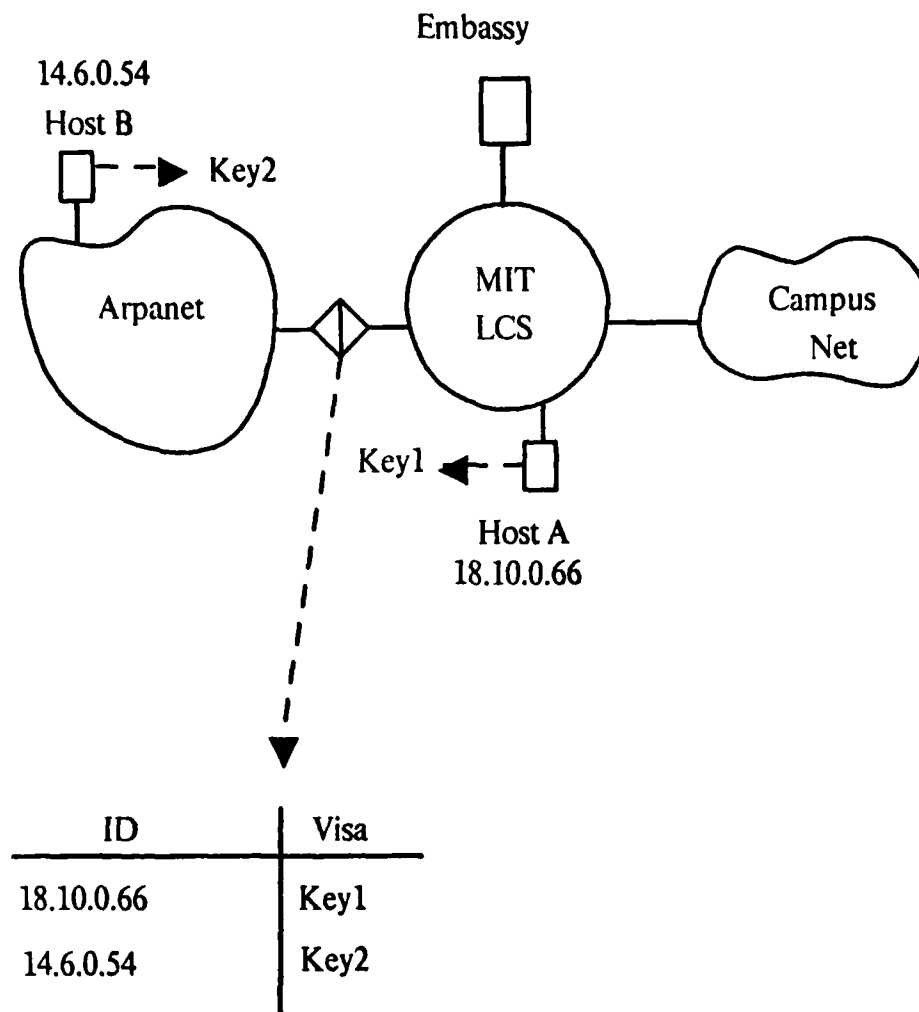 Embassy
14.6.0.54
Host B
Key2
Arpanet
MIT
LCS
Campus
Net
Key1
Host A
18.10.0.66
ID Visa
18.10.0.66 Key1
14.6.0.54 Key2